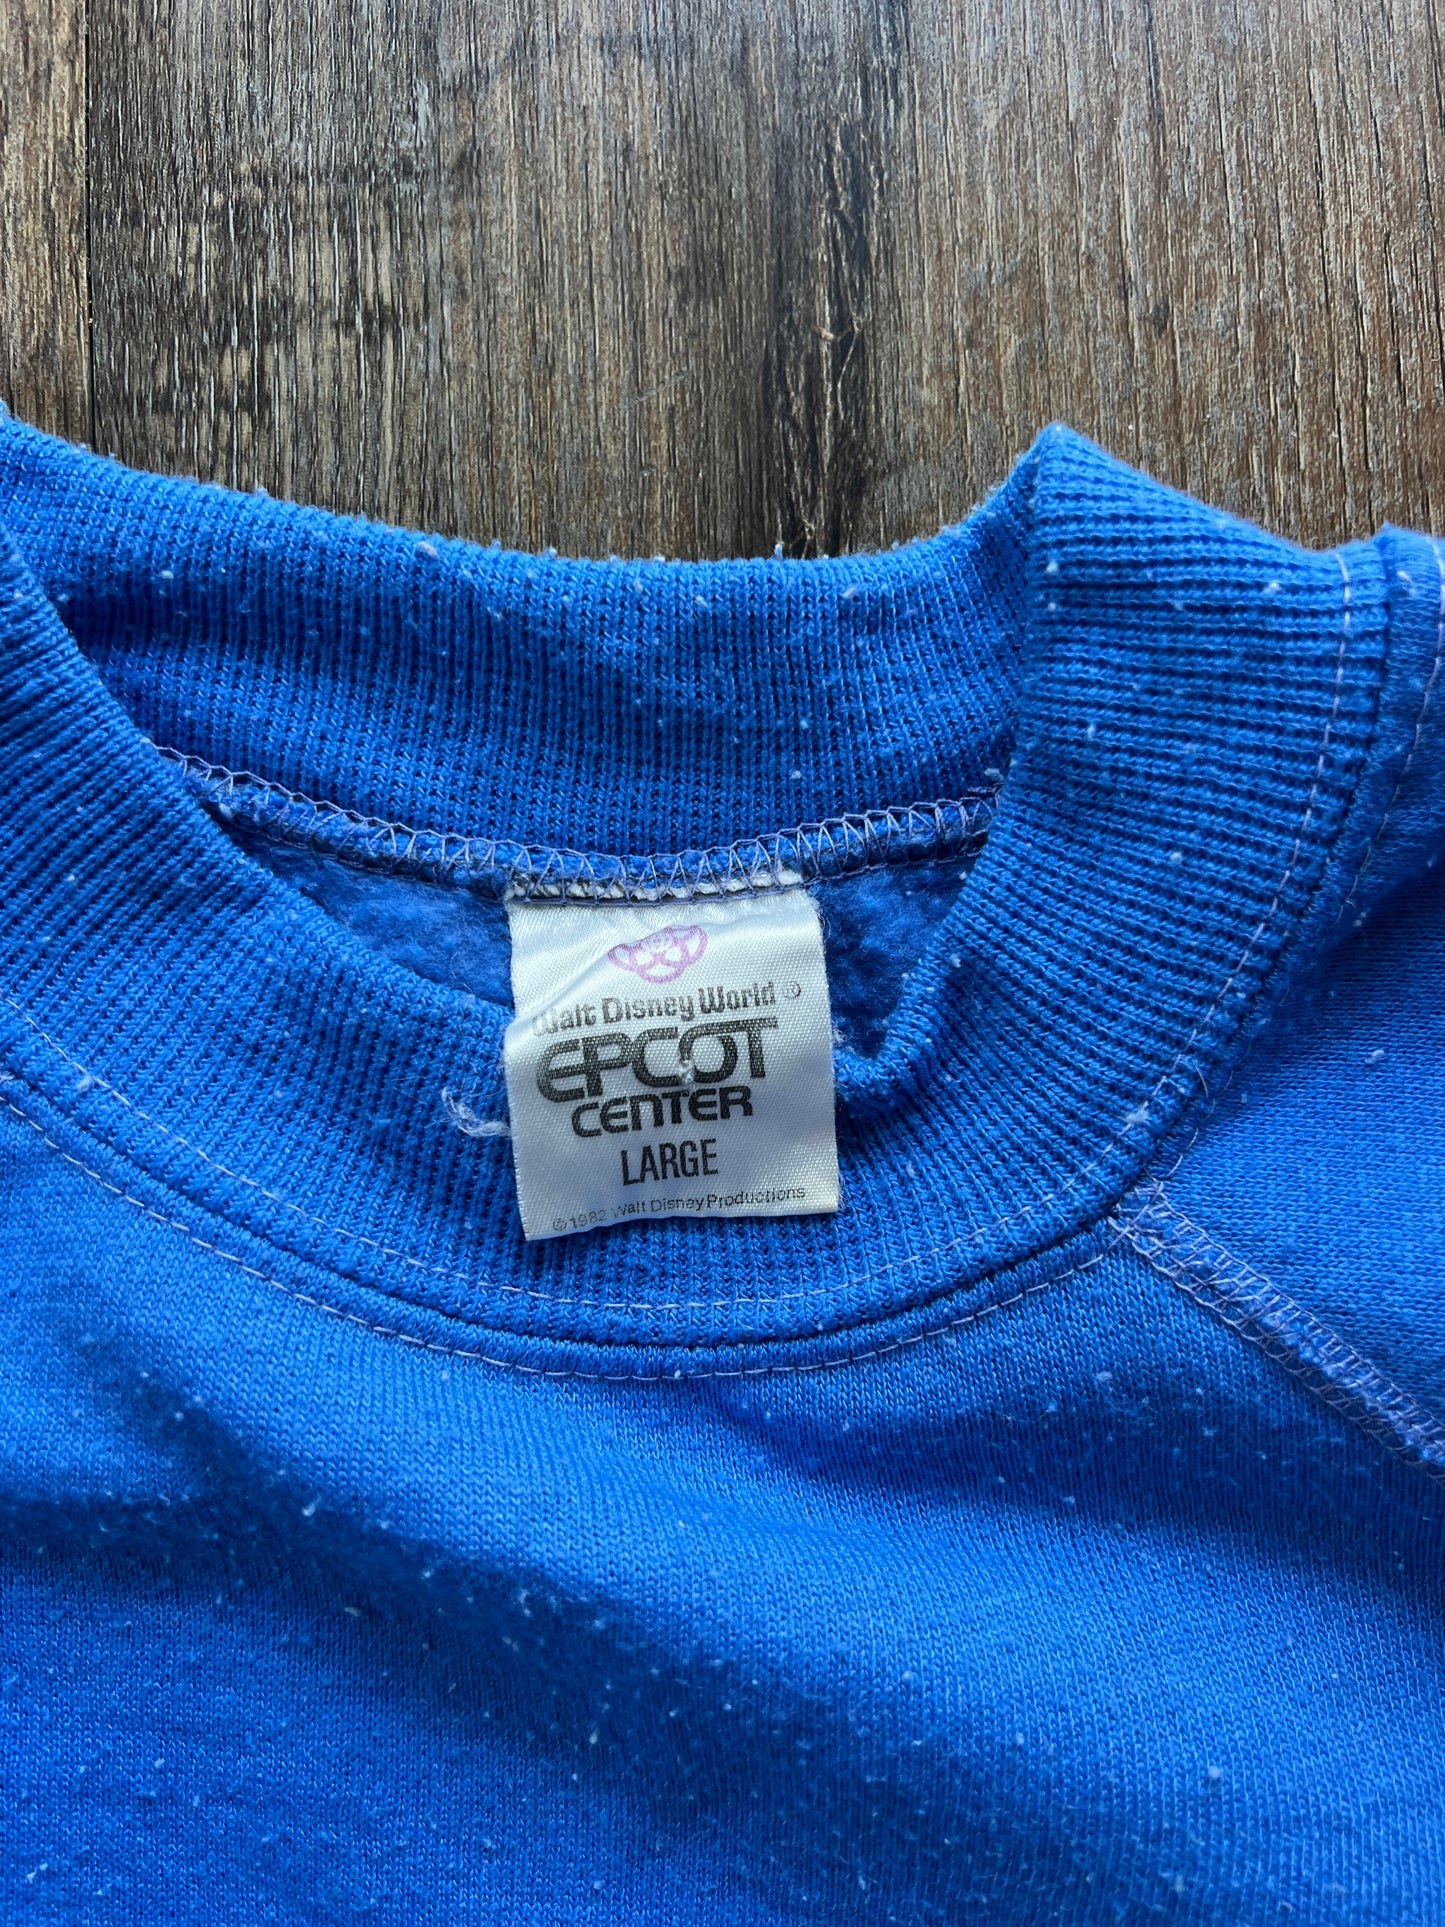 Walt Disney World ©
EPCOT
CENTER
LARGE
© 1982 Walt Disney Productions